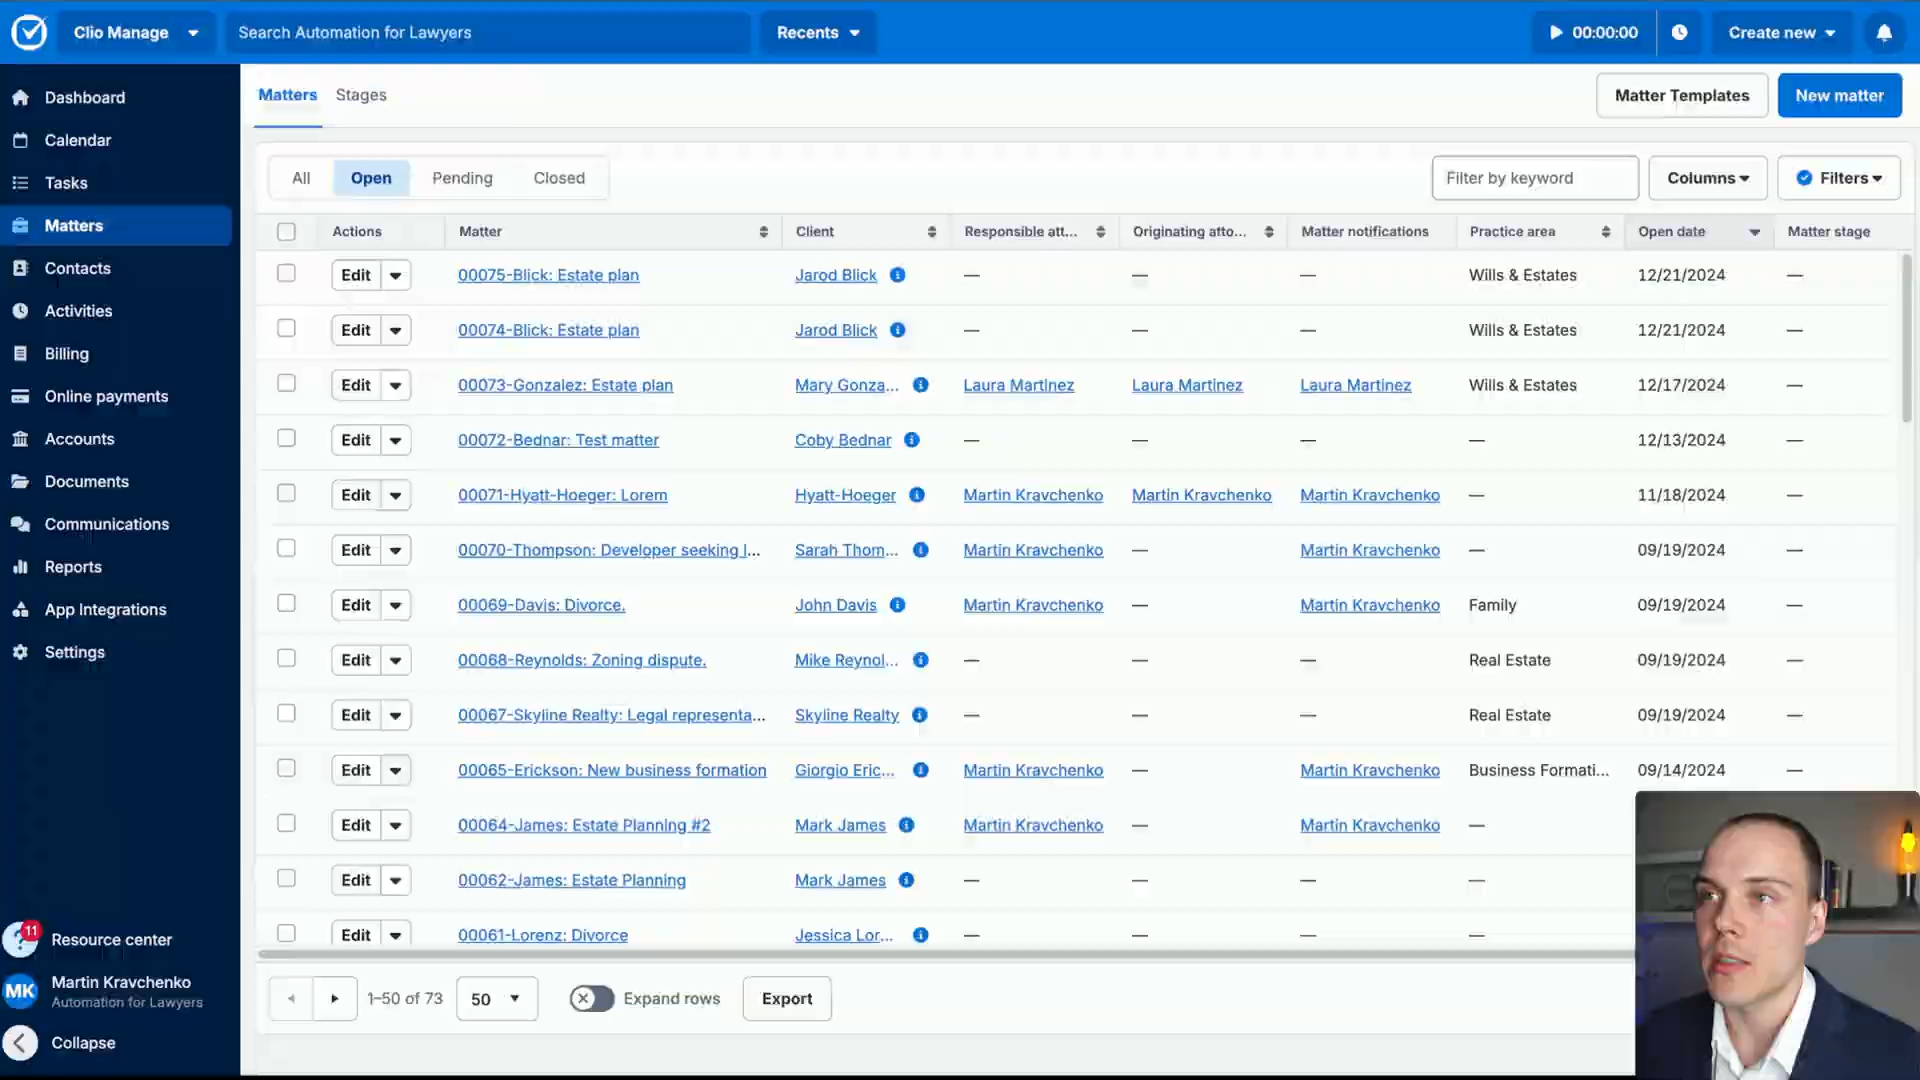 Clio Manage Search Automation for Lawyers Recents 00:00:00 Create new
Dashboard
Calendar
Tasks
Matters
Contacts
Activities
Billing
Online payments
Accounts
Documents
Communications
Reports
App Integrations
Settings
11
Resource center
MK
Martin Kravchenko
Automation for Lawyers
Collapse
Matters Stages Matter Templates New matter
All Open Pending Closed Filter by keyword Columns Filters
Actions Matter Client Responsible att... Originating atto... Matter notifications Practice area Open date Matter stage
Edit 00075-Blick: Estate plan Jarod Blick — — — Wills & Estates 12/21/2024 —
Edit 00074-Blick: Estate plan Jarod Blick — — — Wills & Estates 12/21/2024 —
Edit 00073-Gonzalez: Estate plan Mary Gonza... Laura Martinez Laura Martinez Laura Martinez Wills & Estates 12/17/2024 —
Edit 00072-Bednar: Test matter Coby Bednar — — — — 12/13/2024 —
Edit 00071-Hyatt-Hoeger: Lorem Hyatt-Hoeger Martin Kravchenko Martin Kravchenko Martin Kravchenko — 11/18/2024 —
Edit 00070-Thompson: Developer seeking l... Sarah Thom... Martin Kravchenko — Martin Kravchenko — 09/19/2024 —
Edit 00069-Davis: Divorce. John Davis Martin Kravchenko — Martin Kravchenko Family 09/19/2024 —
Edit 00068-Reynolds: Zoning dispute. Mike Reynol... — — — Real Estate 09/19/2024 —
Edit 00067-Skyline Realty: Legal representa... Skyline Realty — — — Real Estate 09/19/2024 —
Edit 00065-Erickson: New business formation Giorgio Eric... Martin Kravchenko — Martin Kravchenko Business Formati... 09/14/2024 —
Edit 00064-James: Estate Planning #2 Mark James Martin Kravchenko — Martin Kravchenko —
Edit 00062-James: Estate Planning Mark James — — — —
Edit 00061-Lorenz: Divorce Jessica Lor... — — — —
1–50 of 73 50 Expand rows Export